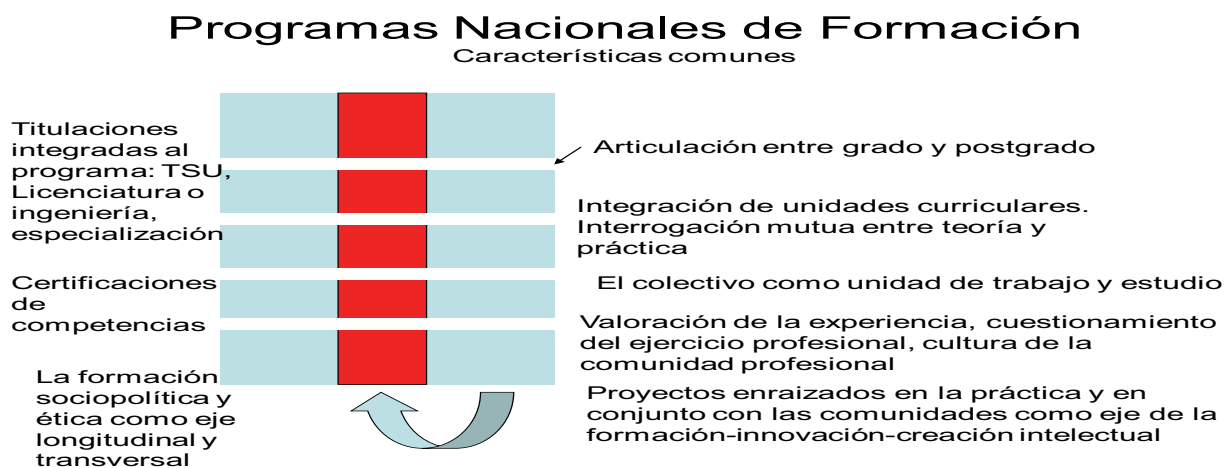 Programas Nacionales de Formación
Características comunes
Titulaciones
integradas al
programa: TSU,
Licenciatura o
ingeniería,
especialización
Certificaciones
de
competencias
La formación
sociopolítica y
ética como eje
longitudinal y
transversal
Articulación entre grado y postgrado
Integración de unidades curriculares.
Interrogación mutua entre teoría y
práctica
El colectivo como unidad de trabajo y estudio
Valoración de la experiencia, cuestionamiento
del ejercicio profesional, cultura de la
comunidad profesional
Proyectos enraizados en la práctica y en
conjunto con las comunidades como eje de la
formación-innovación-creación intelectual